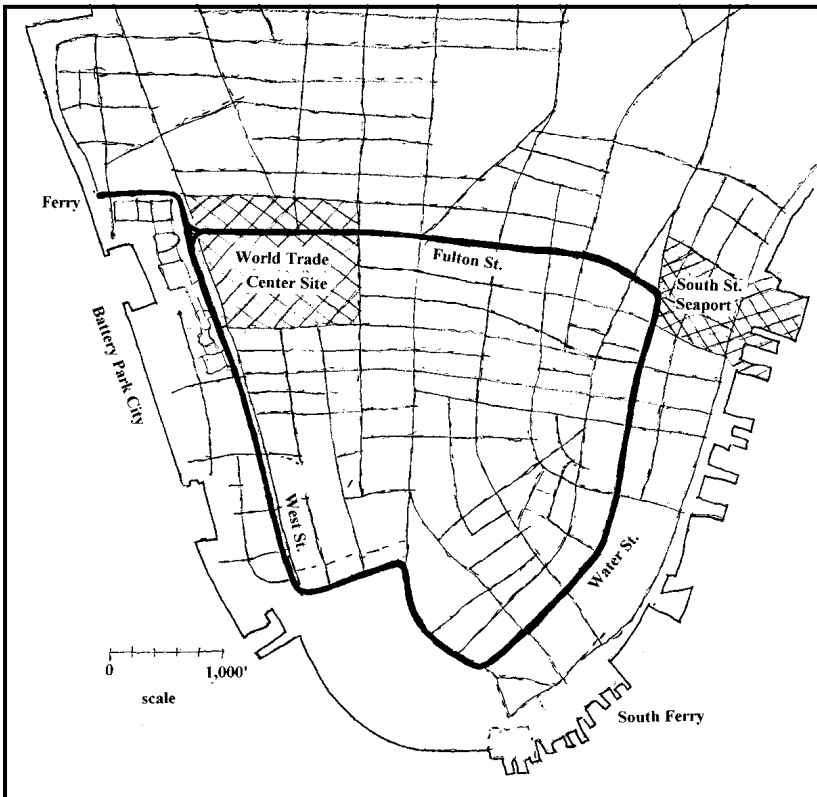 Ferry
World Trade
Center Site
Fulton St.
South St.
Seaport
Battery Park City
West St.
Water St.
0
1,000'
scale
South Ferry